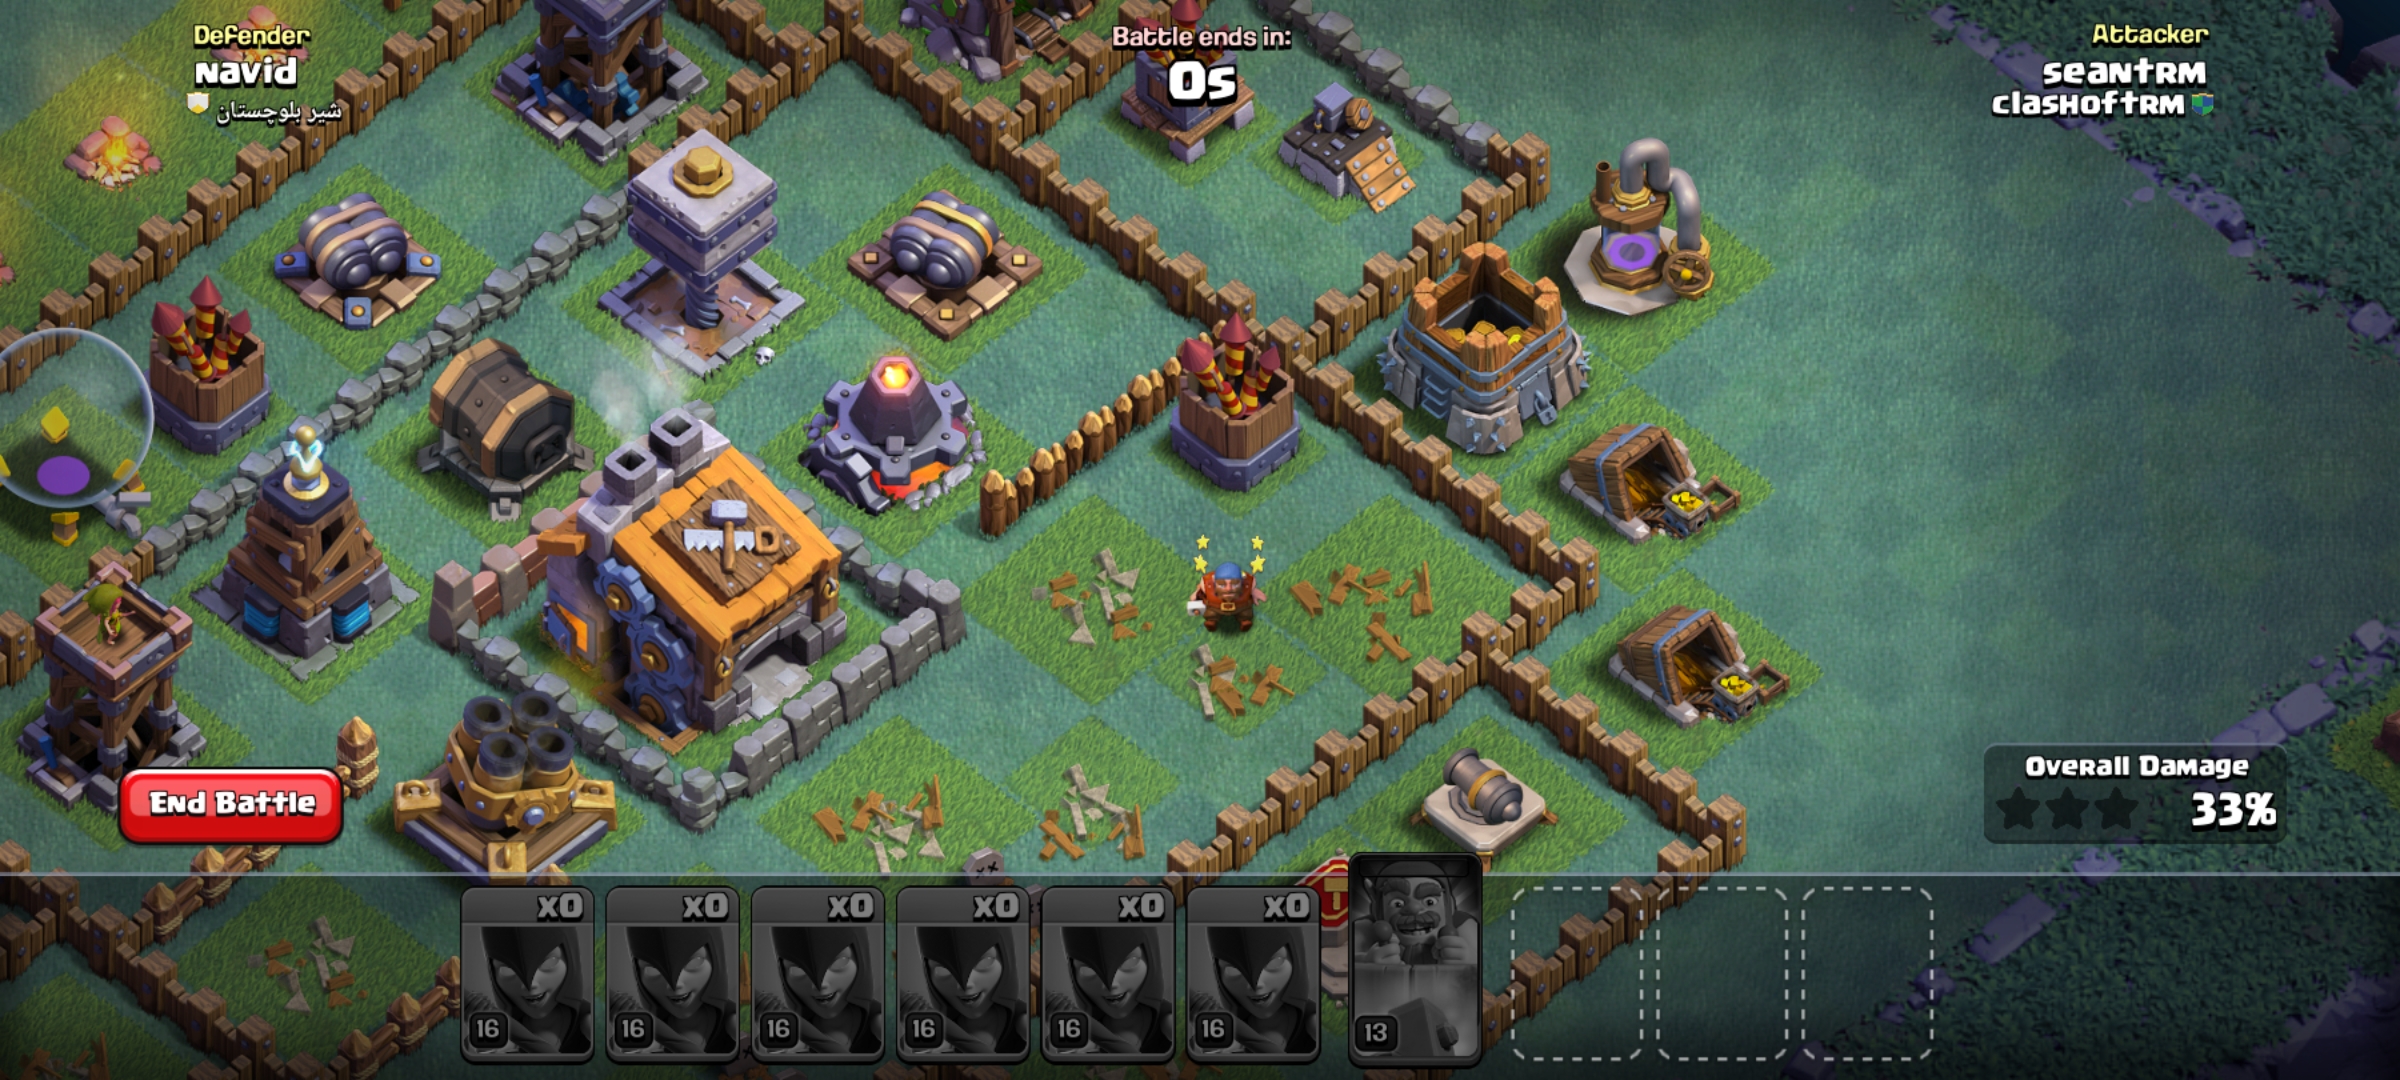 Defender
Navid
شیر بلوچستان
Battle ends in:
0s
Attacker
seantRM
clashoftRM
End Battle
Overall Damage
33%
x0
x0
x0
x0
x0
x0
16
16
16
16
16
16
13